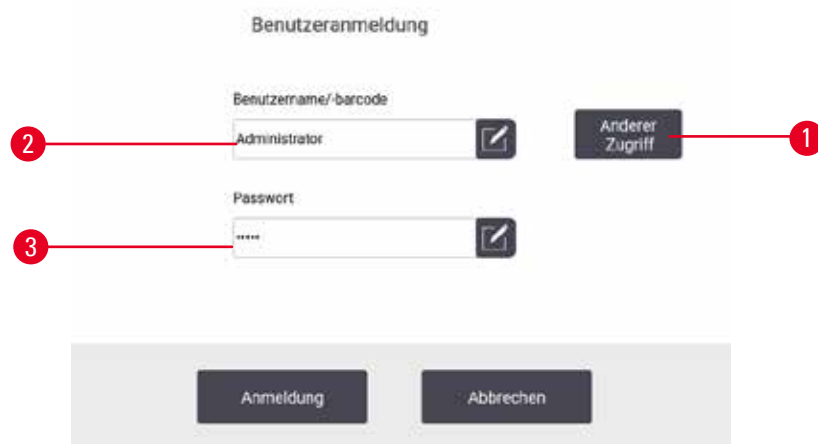 Benutzeranmeldung
Benutzername/-barcode
2
Administrator
Anderer
Zugriff
1
Passwort
3
•••••
Anmeldung
Abbrechen